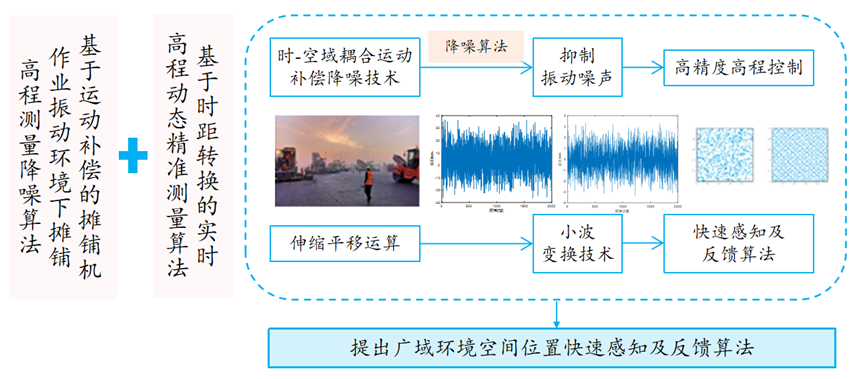 基于运动补偿的摊铺机
作业振动环境下摊铺
高程测量降噪算法
基于时距转换的实时
高程动态精准测量算法
时-空域耦合运动
补偿降噪技术
降噪算法
抑制
振动噪声
高精度高程控制
伸缩平移运算
小波
变换技术
快速感知及
反馈算法
提出广域环境空间位置快速感知及反馈算法